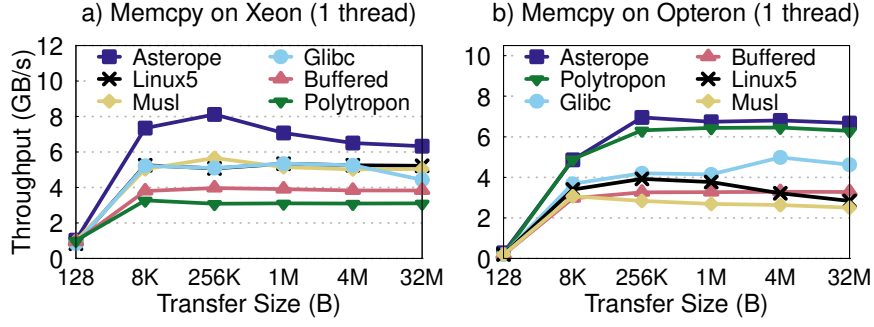 a) Memcpy on Xeon (1 thread)
Throughput (GB/s)
12
10
8
6
4
2
0
Asterope
Linux5
Musl
Glibc
Buffered
Polytropon
128 8K 256K 1M 4M 32M
Transfer Size (B)
b) Memcpy on Opteron (1 thread)
10
8
6
4
2
0
Asterope
Polytropon
Glibc
Buffered
Linux5
Musl
128 8K 256K 1M 4M 32M
Transfer Size (B)